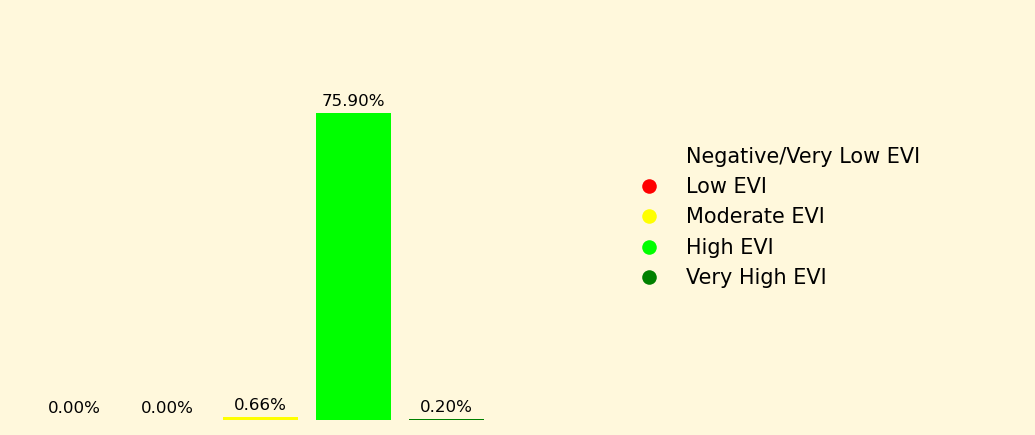 75.90%
0.00%
0.00%
0.66%
0.20%
Negative/Very Low EVI
Low EVI
Moderate EVI
High EVI
Very High EVI